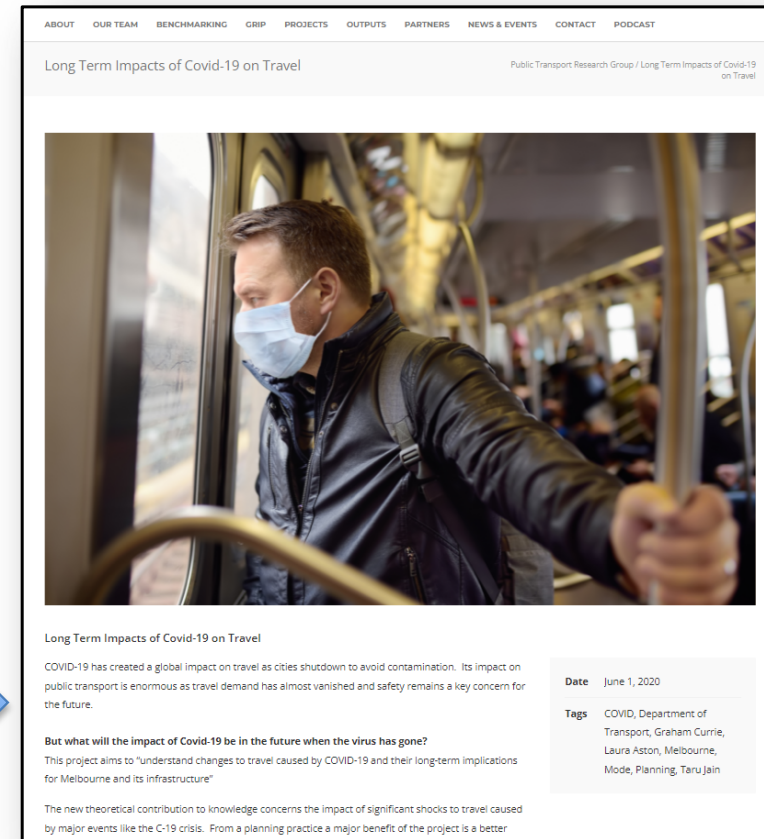 ABOUT OUR TEAM BENCHMARKING GRIP PROJECTS OUTPUTS PARTNERS NEWS & EVENTS CONTACT PODCAST
Long Term Impacts of Covid-19 on Travel
Public Transport Research Group / Long Term Impacts of Covid-19
on Travel
Long Term Impacts of Covid-19 on Travel
COVID-19 has created a global impact on travel as cities shutdown to avoid contamination. Its impact on
public transport is enormous as travel demand has almost vanished and safety remains a key concern for
the future.
But what will the impact of Covid-19 be in the future when the virus has gone?
This project aims to "understand changes to travel caused by COVID-19 and their long-term implications
for Melbourne and its infrastructure"
The new theoretical contribution to knowledge concerns the impact of significant shocks to travel caused
by major events like the C-19 crisis. From a planning practice a major benefit of the project is a better
Date June 1, 2020
Tags COVID, Department of
Transport, Graham Currie,
Laura Aston, Melbourne,
Mode, Planning, Taru Jain